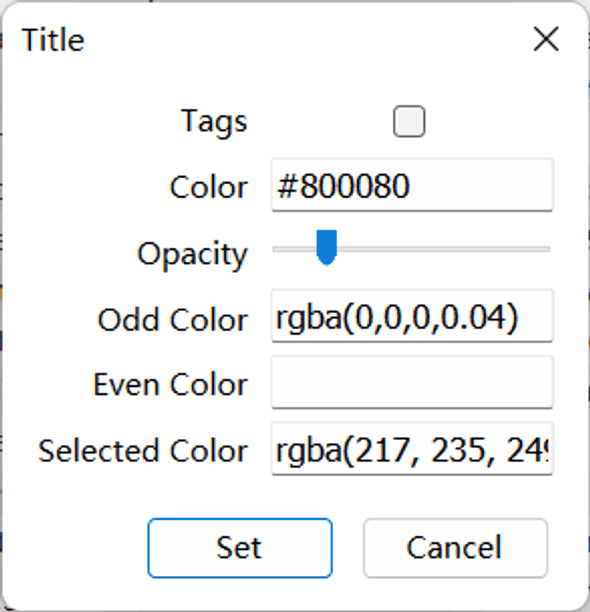 Title
Tags
Color #800080
Opacity
Odd Color rgba(0,0,0,0.04)
Even Color
Selected Color rgba(217, 235, 249
Set Cancel